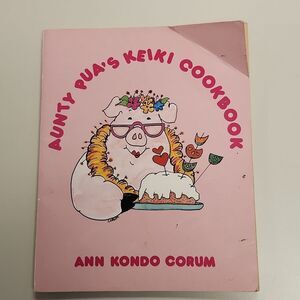 AUNTY PUA'S KEIKI COOKBOOK
ANN KONDO CORUM